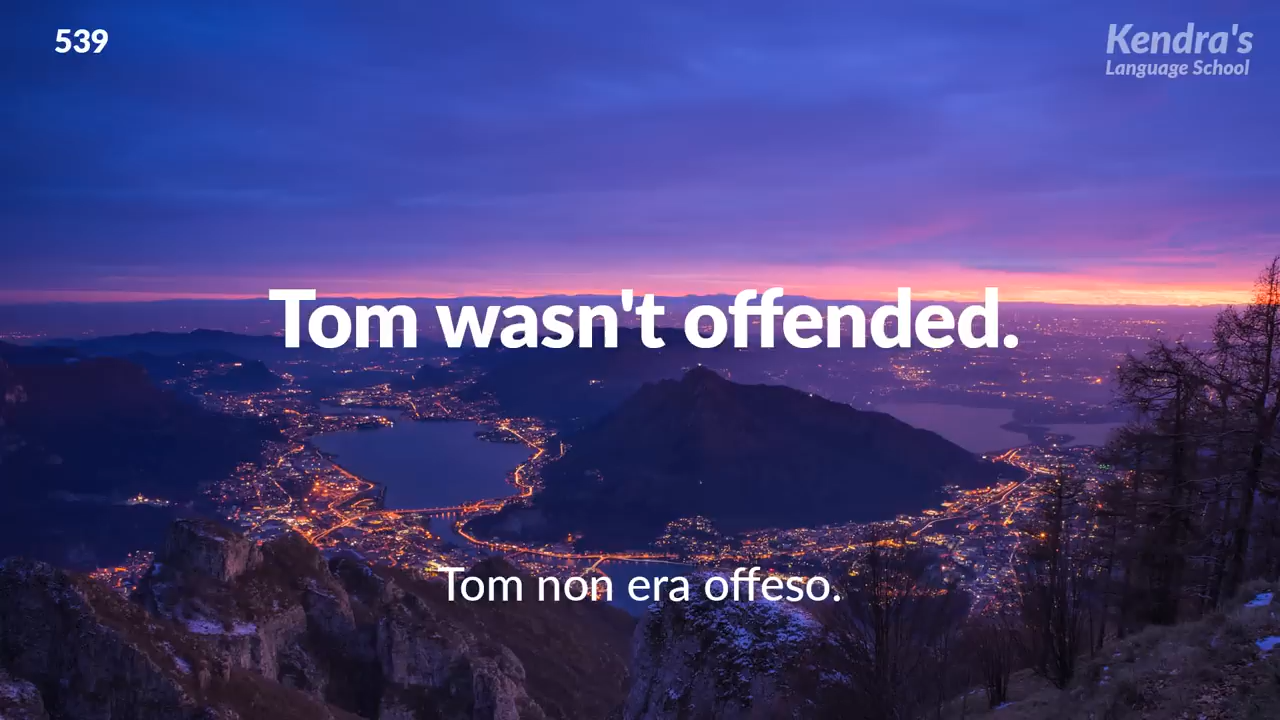 539
Kendra's
Language School
Tom wasn't offended.
Tom non era offeso.